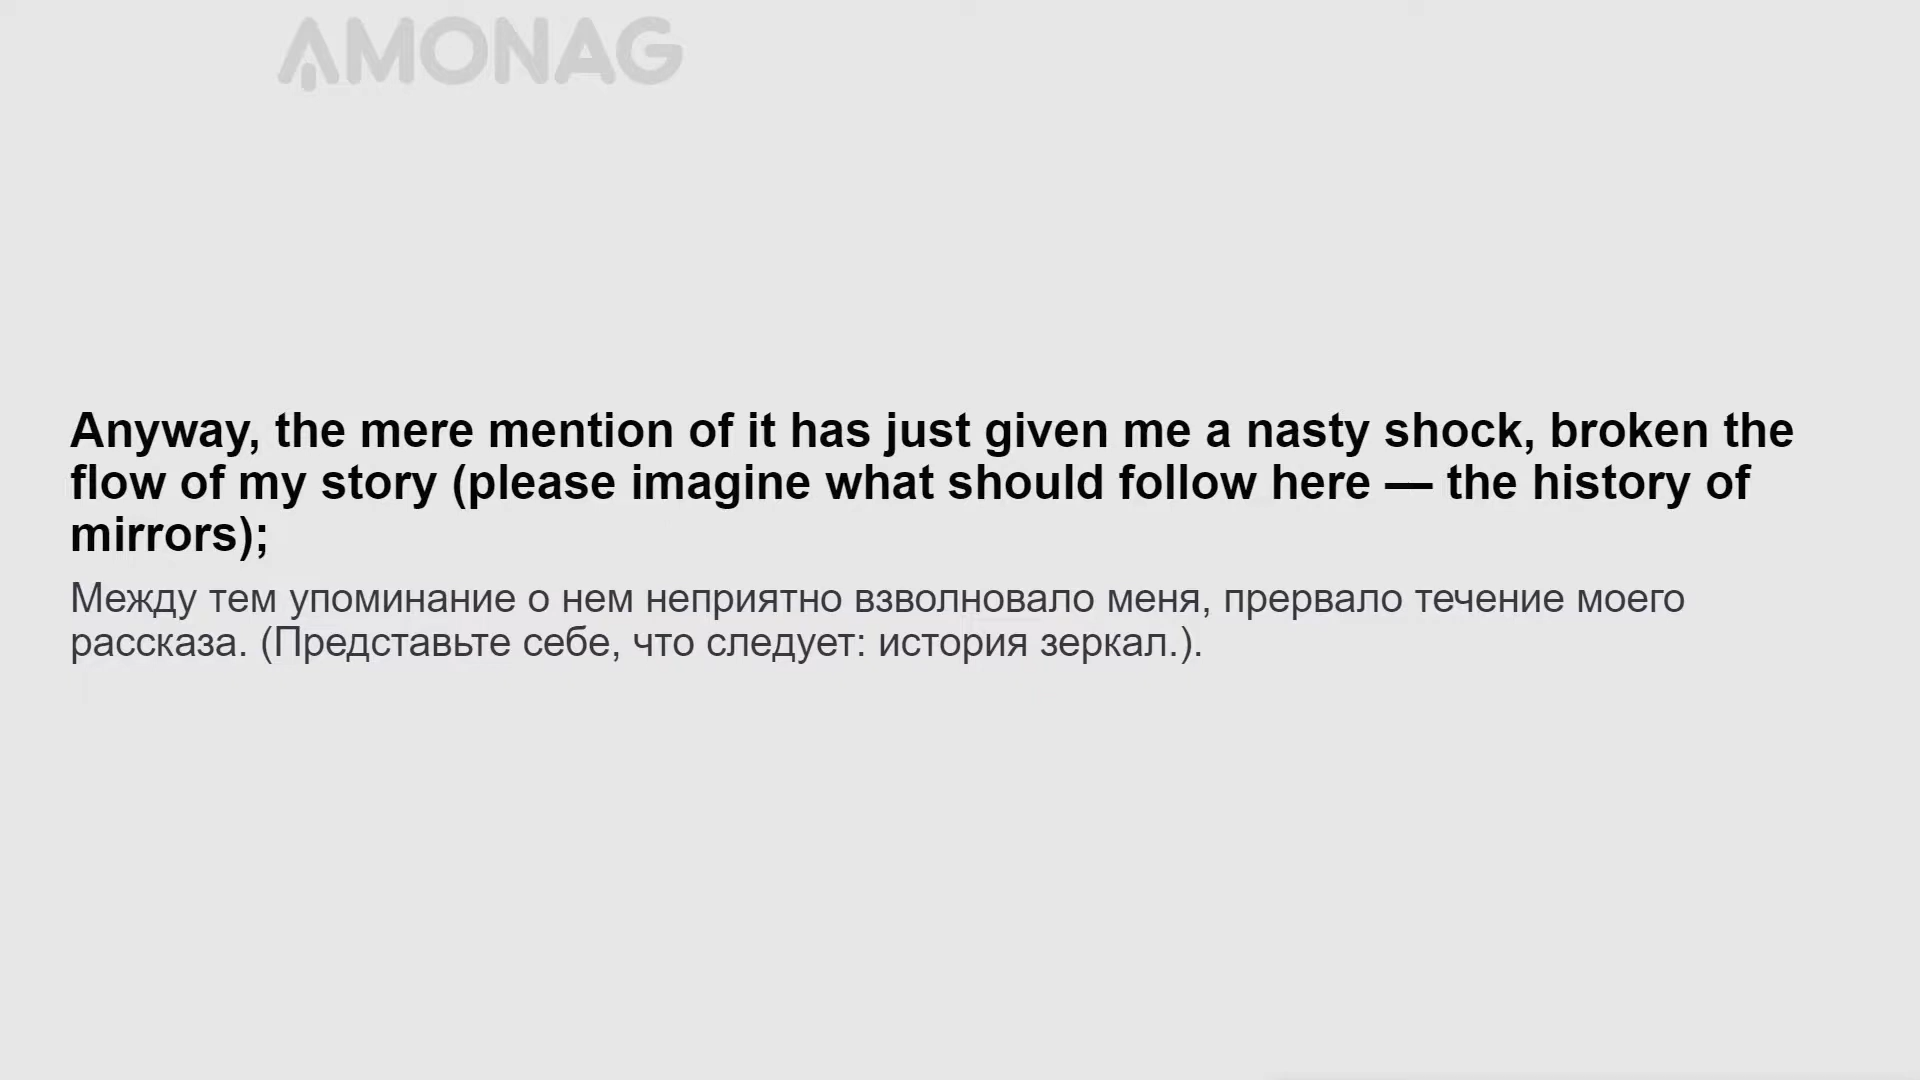 AMONAG
Anyway, the mere mention of it has just given me a nasty shock, broken the
flow of my story (please imagine what should follow here — the history of
mirrors);
Между тем упоминание о нем неприятно взволновало меня, прервало течение моего
рассказа. (Представьте себе, что следует: история зеркал.).